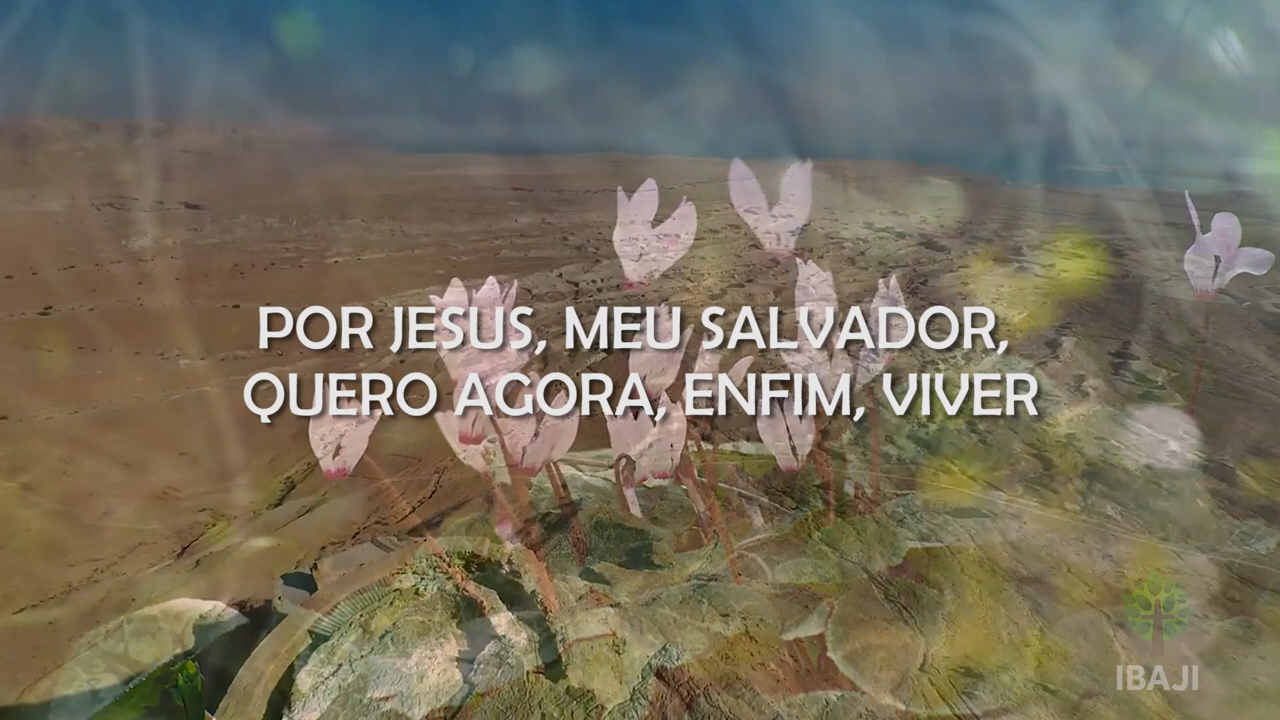 POR JESUS, MEU SALVADOR,
QUERO AGORA, ENFIM, VIVER
IBAJI